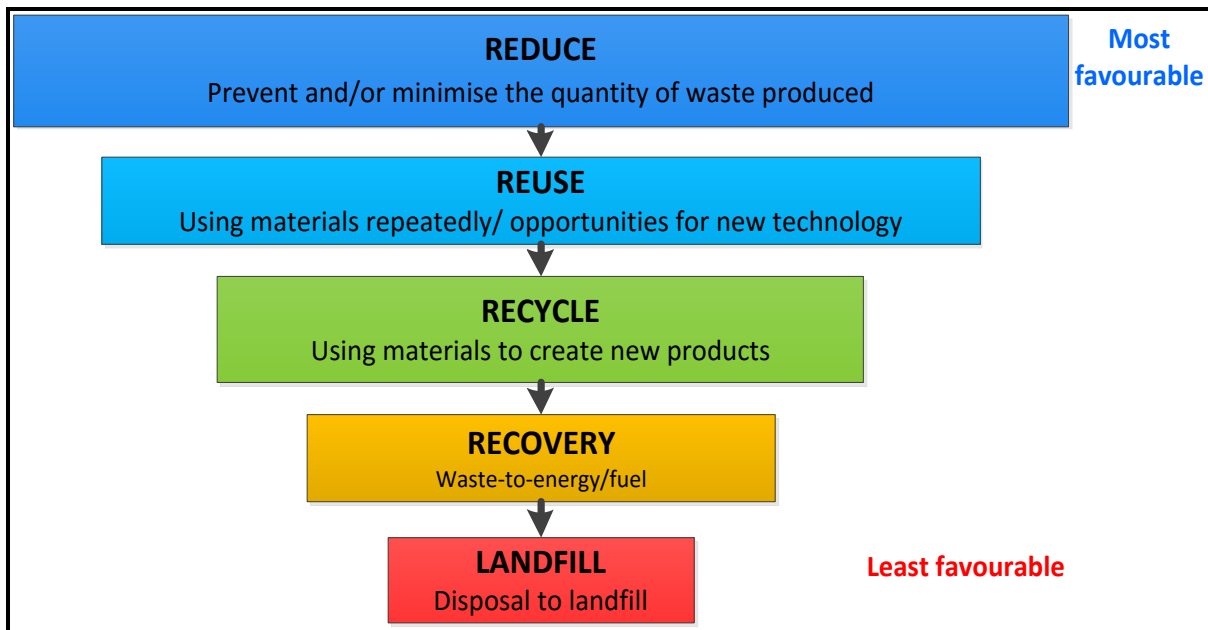 REDUCE
Prevent and/or minimise the quantity of waste produced
Most
favourable
REUSE
Using materials repeatedly/ opportunities for new technology
RECYCLE
Using materials to create new products
RECOVERY
Waste-to-energy/fuel
LANDFILL
Disposal to landfill
Least favourable